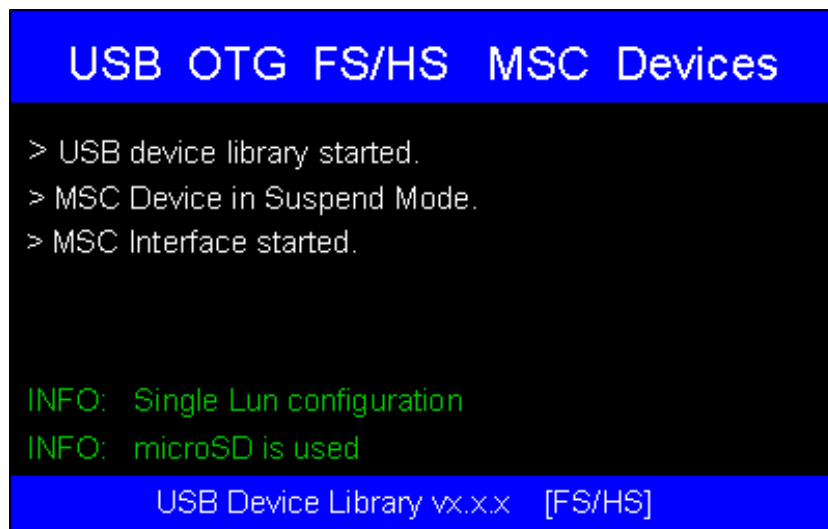 USB OTG FS/HS MSC Devices
> USB device library started.
> MSC Device in Suspend Mode.
> MSC Interface started.
INFO: Single Lun configuration
INFO: microSD is used
USB Device Library vx.x.x [FS/HS]